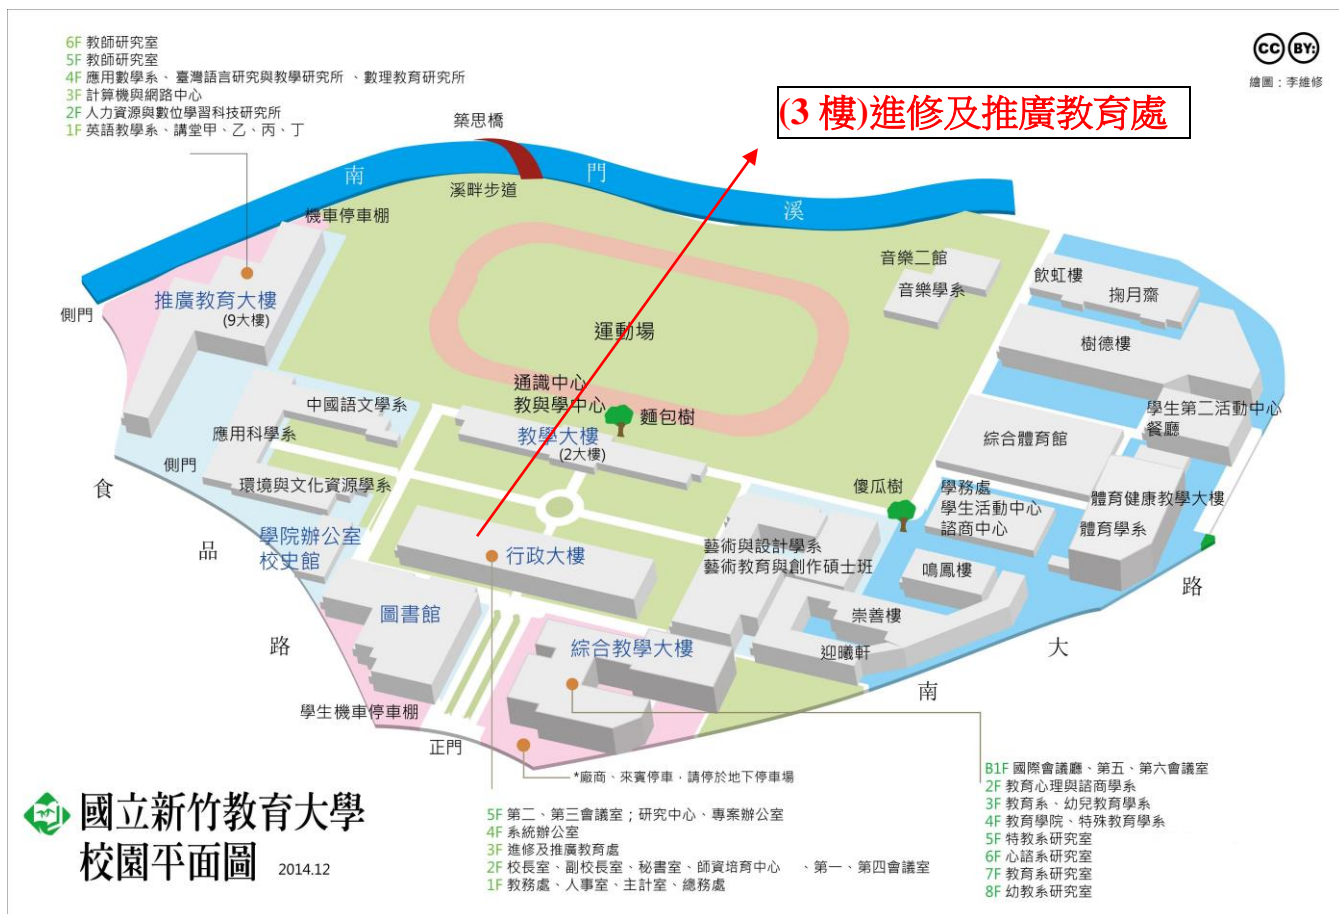 6F 教師研究室
5F 教師研究室
4F 應用數學系、臺灣語言研究與教學研究所 、數理教育研究所
3F 計算機與網路中心
2F 人力資源與數位學習科技研究所
1F 英語教學系、講堂甲、乙、丙、丁
CC BY:
繪圖：李維修
(3 樓)進修及推廣教育處
築思橋
南
門
溪
溪畔步道
機車停車棚
音樂二館
音樂學系
飲虹樓
掬月齋
樹德樓
推廣教育大樓
(9大樓)
側門
運動場
通識中心
教與學中心
麵包樹
教學大樓
(2大樓)
中國語文學系
應用科學系
側門
環境與文化資源學系
學生第二活動中心
餐廳
綜合體育館
傻瓜樹
學務處
學生活動中心
諮商中心
體育健康教學大樓
體育學系
食
品
路
學院辦公室
校史館
行政大樓
藝術與設計學系
藝術教育與創作碩士班
鳴鳳樓
崇善樓
迎曦軒
圖書館
綜合教學大樓
路
大
南
學生機車停車棚
正門
*廠商、來賓停車，請停於地下停車場
5F 第二、第三會議室；研究中心、專案辦公室
4F 系統辦公室
3F 進修及推廣教育處
2F 校長室、副校長室、秘書室、師資培育中心 、第一、第四會議室
1F 教務處、人事室、主計室、總務處
B1F 國際會議廳、第五、第六會議室
2F 教育心理與諮商學系
3F 教育系、幼兒教育學系
4F 教育學院、特殊教育學系
5F 特教系研究室
6F 心諮系研究室
7F 教育系研究室
8F 幼教系研究室
國立新竹教育大學
校園平面圖 2014.12